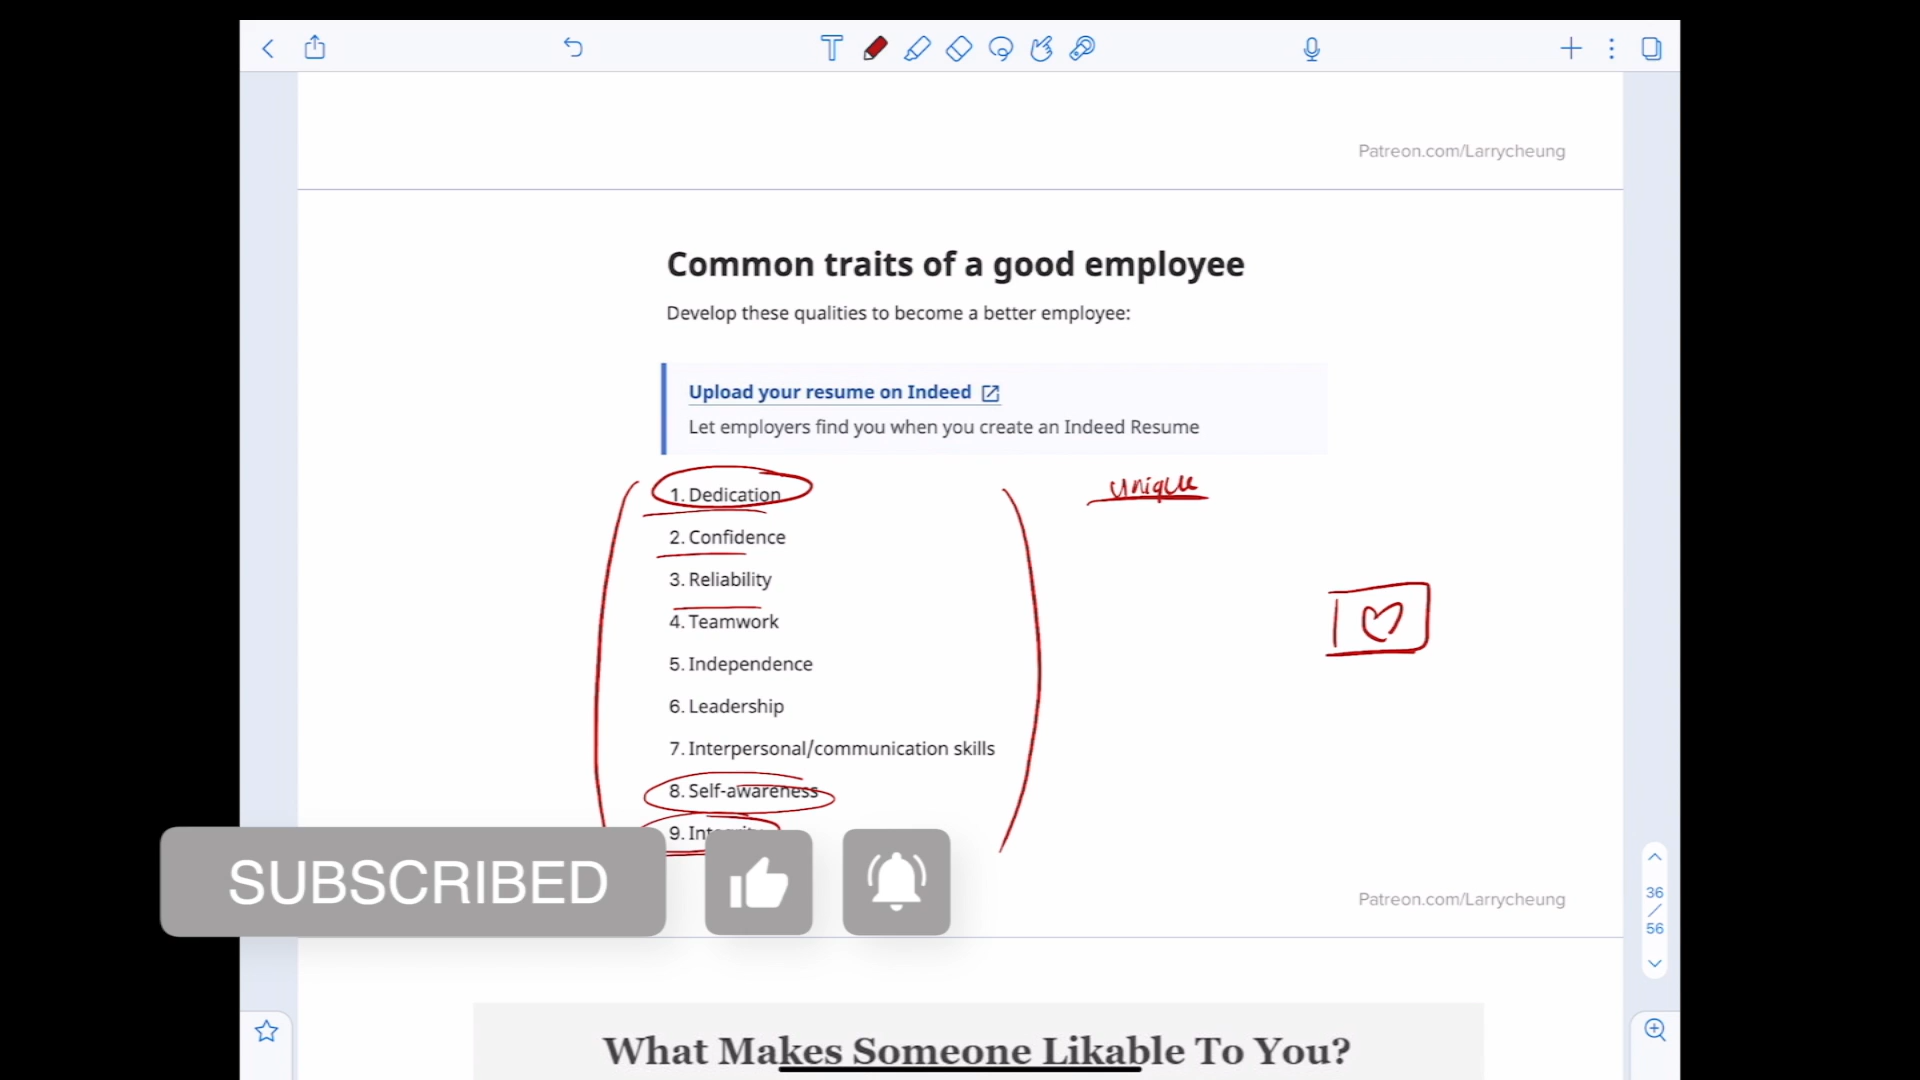 Patreon.com/Larrycheung
Common traits of a good employee
Develop these qualities to become a better employee:
Upload your resume on Indeed
Let employers find you when you create an Indeed Resume
1. Dedication
unique
2. Confidence
3. Reliability
4. Teamwork
5. Independence
6. Leadership
7. Interpersonal/communication skills
8. Self-awareness
9. Integrity
SUBSCRIBED
Patreon.com/Larrycheung
36
/
56
What Makes Someone Likable To You?